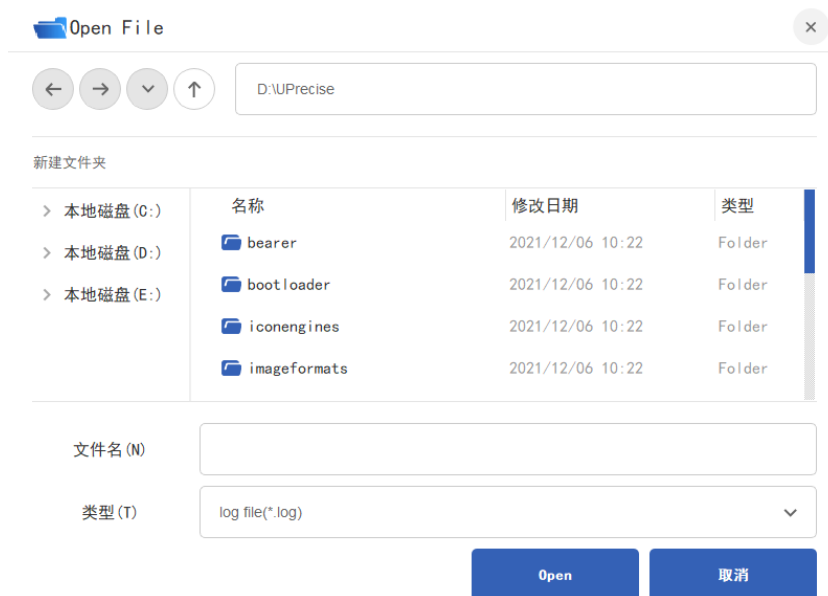 Open File
D:\UPrecise
新建文件夹
名称 修改日期 类型
本地磁盘(C:)
本地磁盘(D:)
本地磁盘(E:)
bearer 2021/12/06 10:22 Folder
bootloader 2021/12/06 10:22 Folder
iconengines 2021/12/06 10:22 Folder
imageformats 2021/12/06 10:22 Folder
文件名(N)
类型(T) log file(*.log)
Open 取消